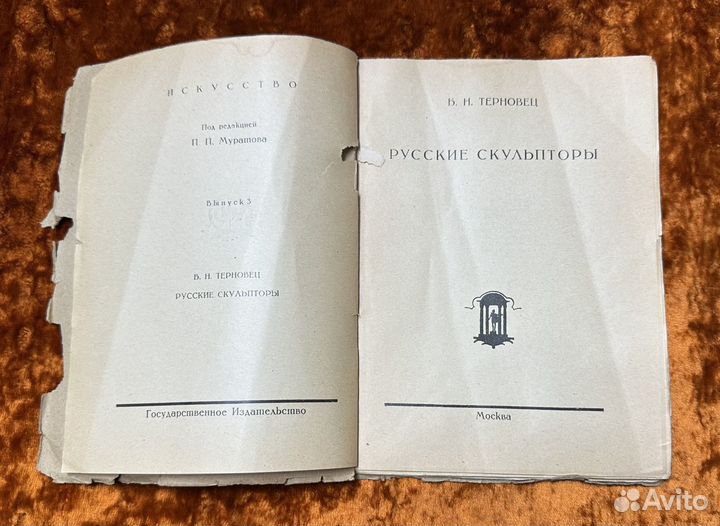 ИСКУССТВО
Под редакцией
П. П. Муратова
Выпуск 3
Б. Н. ТЕРНОВЕЦ
РУССКИЕ СКУЛЬПТОРЫ
Государственное Издательство
Б. Н. ТЕРНОВЕЦ
РУССКИЕ СКУЛЬПТОРЫ
Москва
Avito